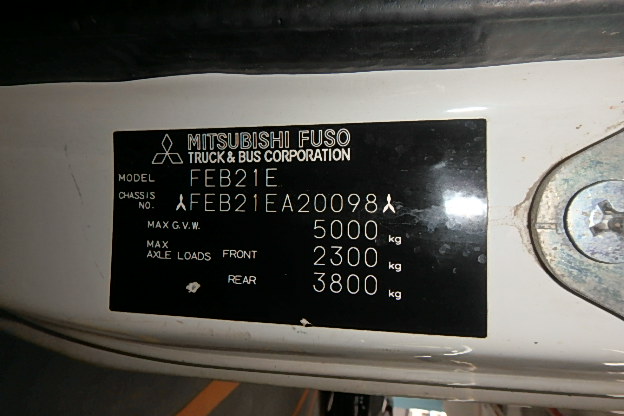 MITSUBISHI FUSO
TRUCK & BUS CORPORATION
MODEL FEB21E
CHASSIS NO. FEB21EA20098
MAX G.V.W. 5000 kg
MAX AXLE LOADS FRONT 2300 kg
REAR 3800 kg